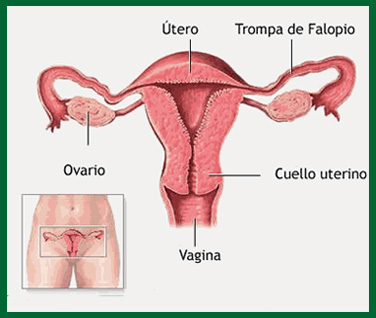 Útero
Trompa de Falopio
Ovario
Cuello uterino
Vagina